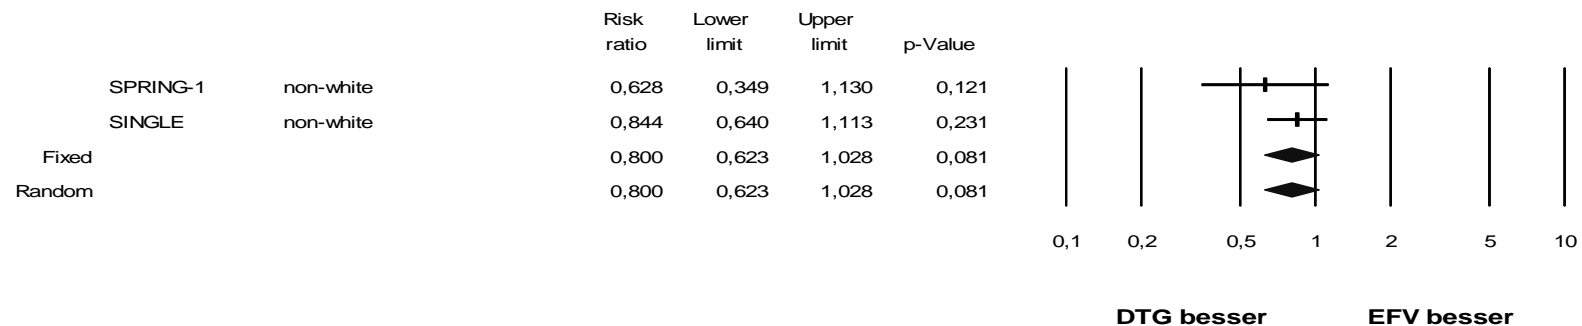 Risk Lower Upper
ratio limit limit p-Value
SPRING-1 non-white 0,628 0,349 1,130 0,121
SINGLE non-white 0,844 0,640 1,113 0,231
Fixed 0,800 0,623 1,028 0,081
Random 0,800 0,623 1,028 0,081
0,1 0,2 0,5 1 2 5 10
DTG besser EFV besser